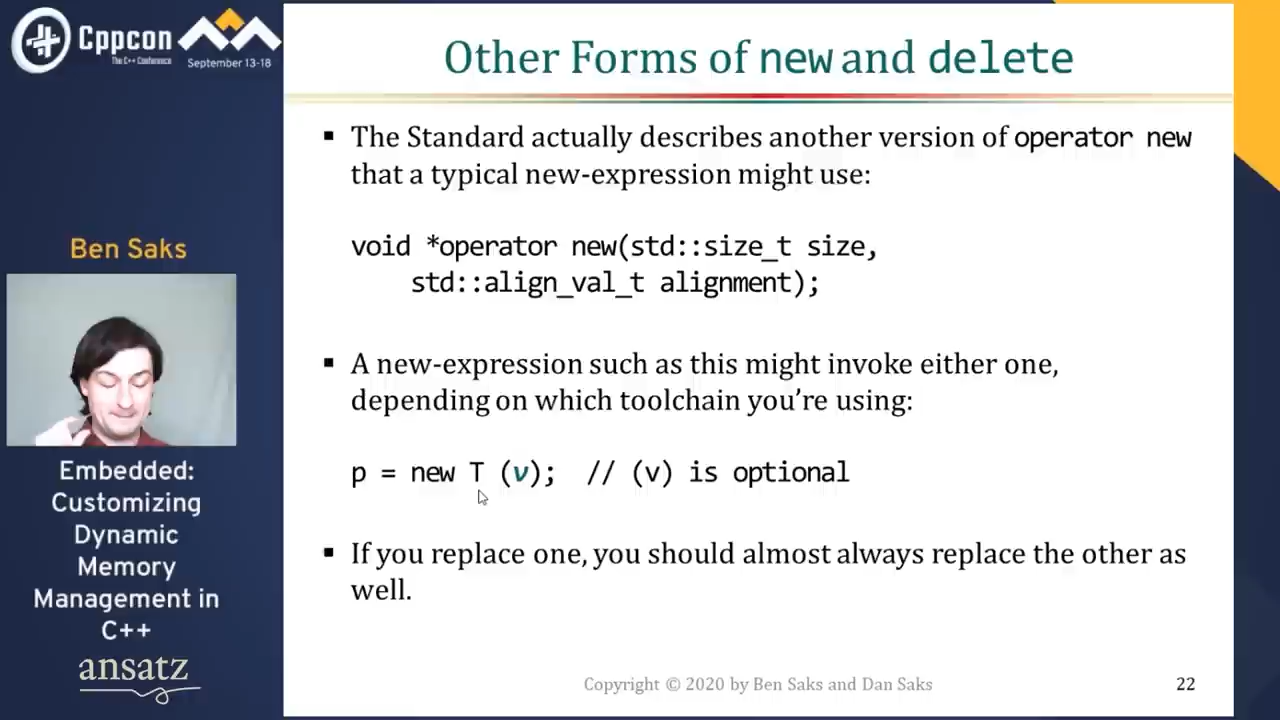 Cppcon
The C++ Conference
September 13-18
Ben Saks
Embedded:
Customizing
Dynamic
Memory
Management in
C++
ansatz
Other Forms of new and delete
▪ The Standard actually describes another version of operator new
that a typical new-expression might use:
void *operator new(std::size_t size,
std::align_val_t alignment);
▪ A new-expression such as this might invoke either one,
depending on which toolchain you’re using:
p = new T (v); // (v) is optional
▪ If you replace one, you should almost always replace the other as
well.
Copyright © 2020 by Ben Saks and Dan Saks
22